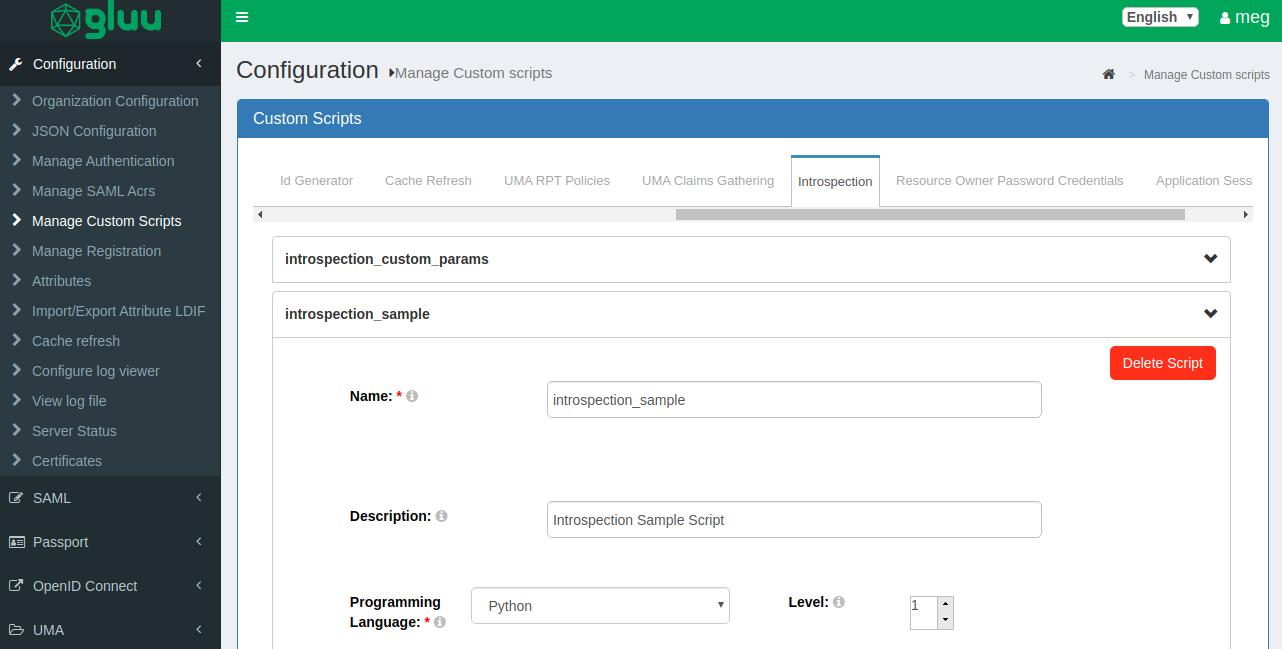 gluu
English
meg
Configuration
Organization Configuration
JSON Configuration
Manage Authentication
Manage SAML Acrs
Manage Custom Scripts
Manage Registration
Attributes
Import/Export Attribute LDIF
Cache refresh
Configure log viewer
View log file
Server Status
Certificates
SAML
Passport
OpenID Connect
UMA
Configuration Manage Custom scripts
> Manage Custom scripts
Custom Scripts
Id Generator Cache Refresh UMA RPT Policies UMA Claims Gathering Introspection Resource Owner Password Credentials Application Sessi
introspection_custom_params
introspection_sample
Delete Script
Name: * introspection_sample
Description: Introspection Sample Script
Programming
Language: * Python
Level: 1